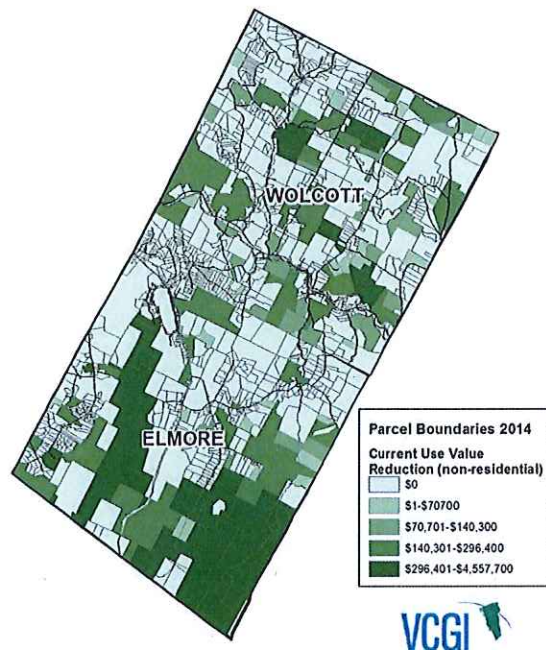 WOLCOTT
ELMORE
Parcel Boundaries 2014
Current Use Value
Reduction (non-residential)
$0
$1-$70700
$70,701-$140,300
$140,301-$296,400
$296,401-$4,557,700
VCGI